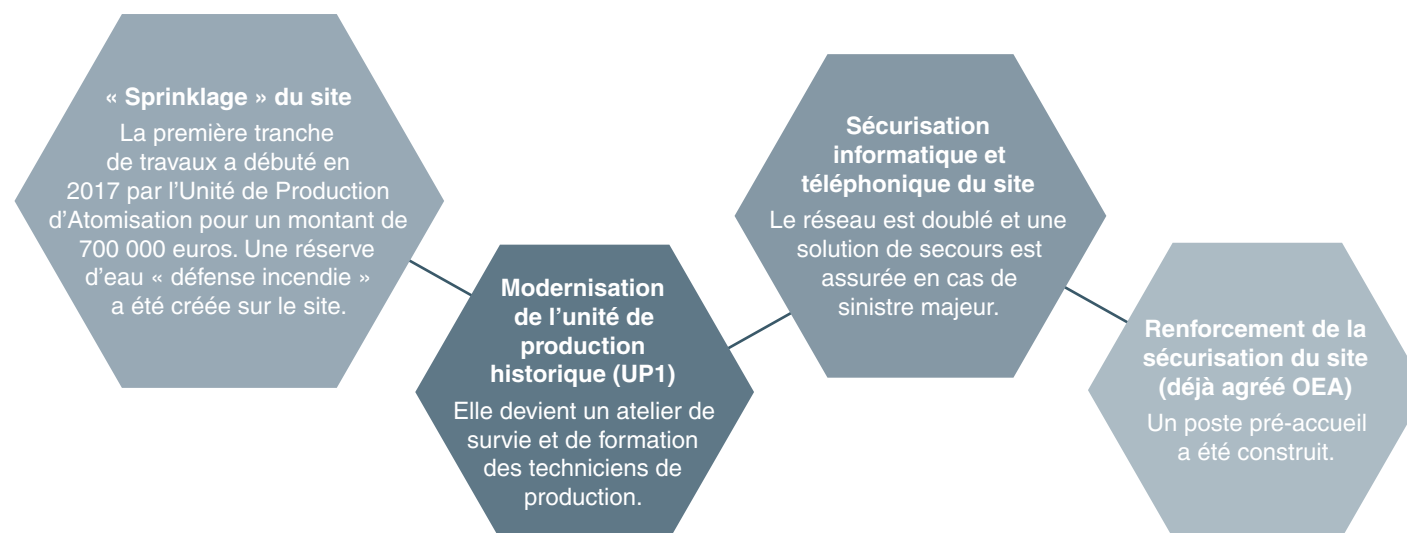 « Sprinklage » du site
La première tranche
de travaux a débuté en
2017 par l’Unité de Production
d’Atomisation pour un montant de
700 000 euros. Une réserve
d’eau « défense incendie »
a été créée sur le site.
Modernisation
de l’unité de
production
historique (UP1)
Elle devient un atelier de
survie et de formation
des techniciens de
production.
Sécurisation
informatique et
téléphonique du site
Le réseau est doublé et une
solution de secours est
assurée en cas de
sinistre majeur.
Renforcement de la
sécurisation du site
(déjà agréé OEA)
Un poste pré-accueil
a été construit.